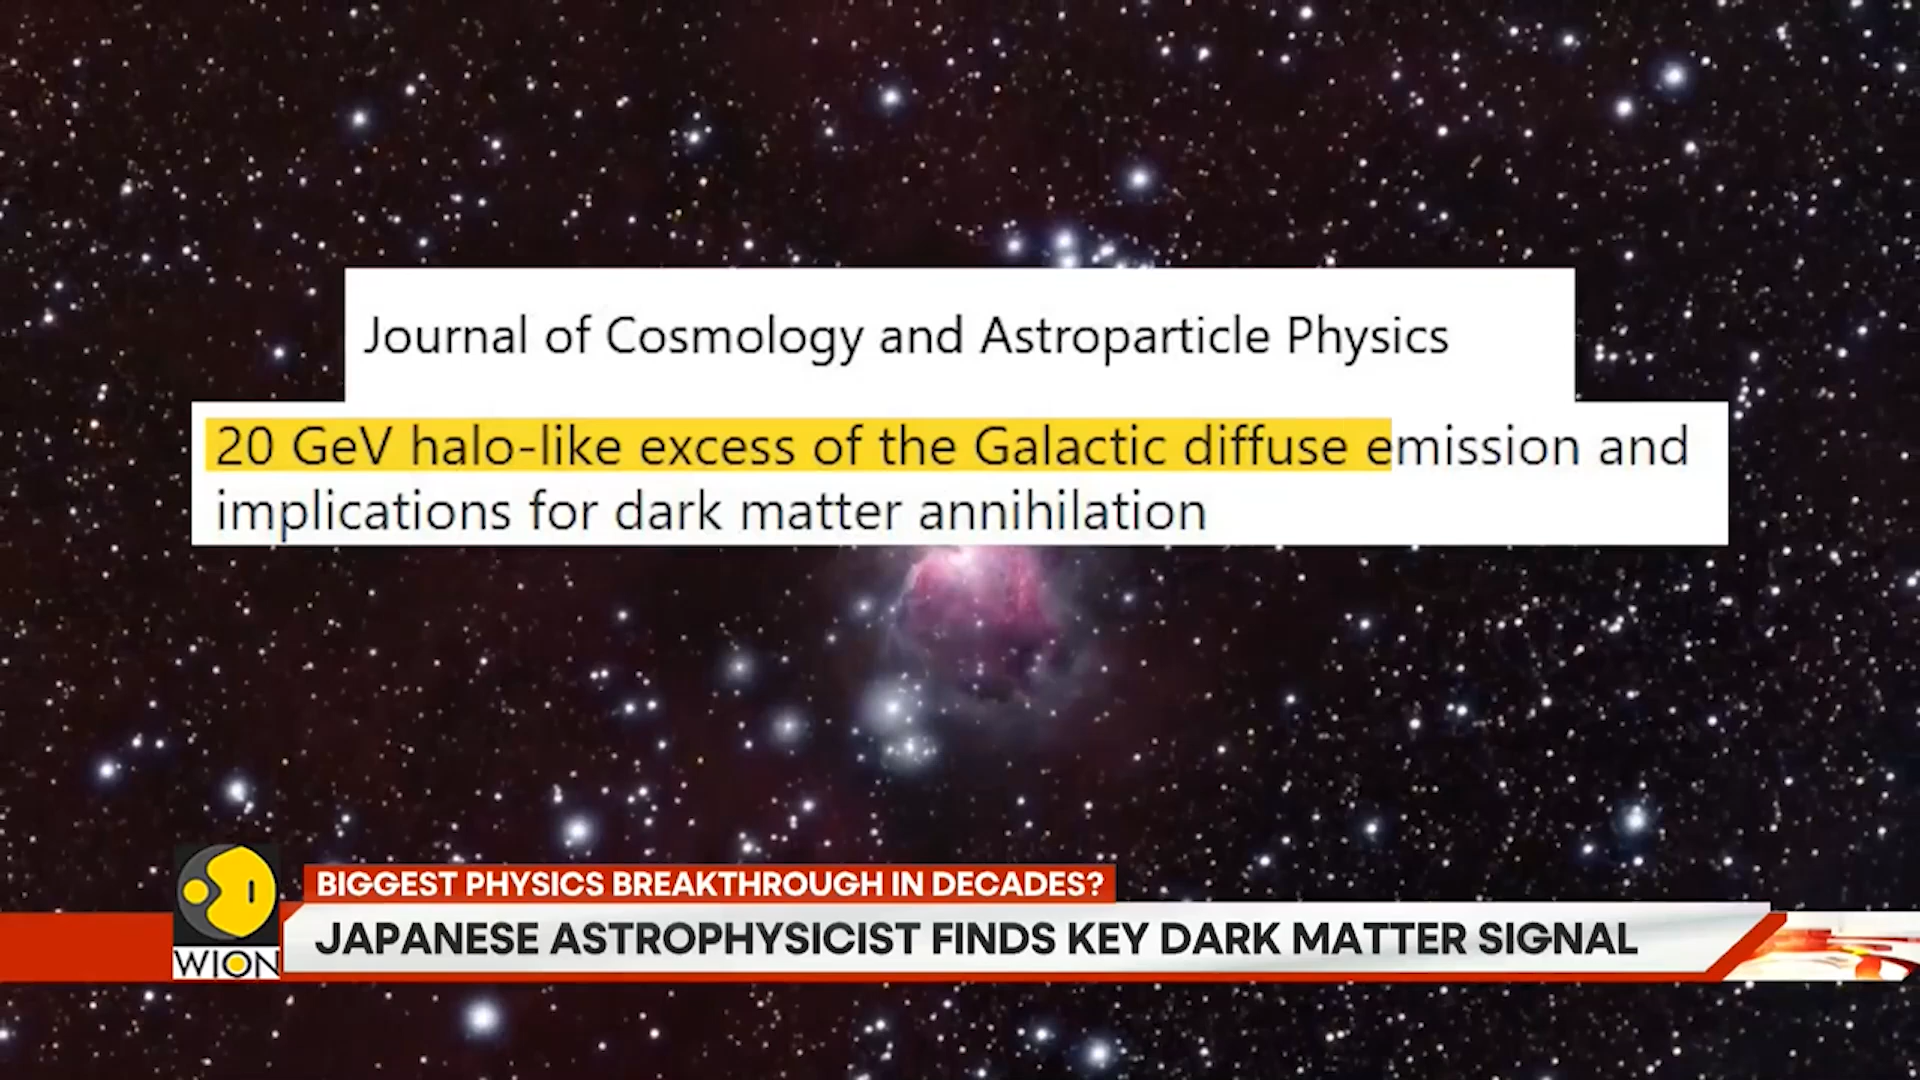 Journal of Cosmology and Astroparticle Physics
20 GeV halo-like excess of the Galactic diffuse emission and
implications for dark matter annihilation
BIGGEST PHYSICS BREAKTHROUGH IN DECADES?
JAPANESE ASTROPHYSICIST FINDS KEY DARK MATTER SIGNAL
WION